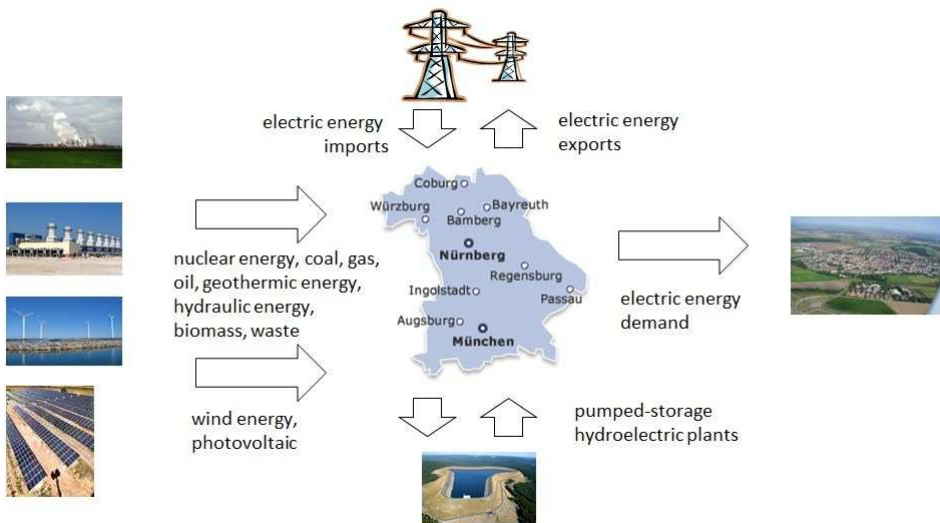 electric energy
imports
electric energy
exports
Coburg
Würzburg
Bayreuth
Bamberg
Nürnberg
Regensburg
Ingolstadt
Passau
Augsburg
München
nuclear energy, coal, gas,
oil, geothermic energy,
hydraulic energy,
biomass, waste
electric energy
demand
wind energy,
photovoltaic
pumped-storage
hydroelectric plants